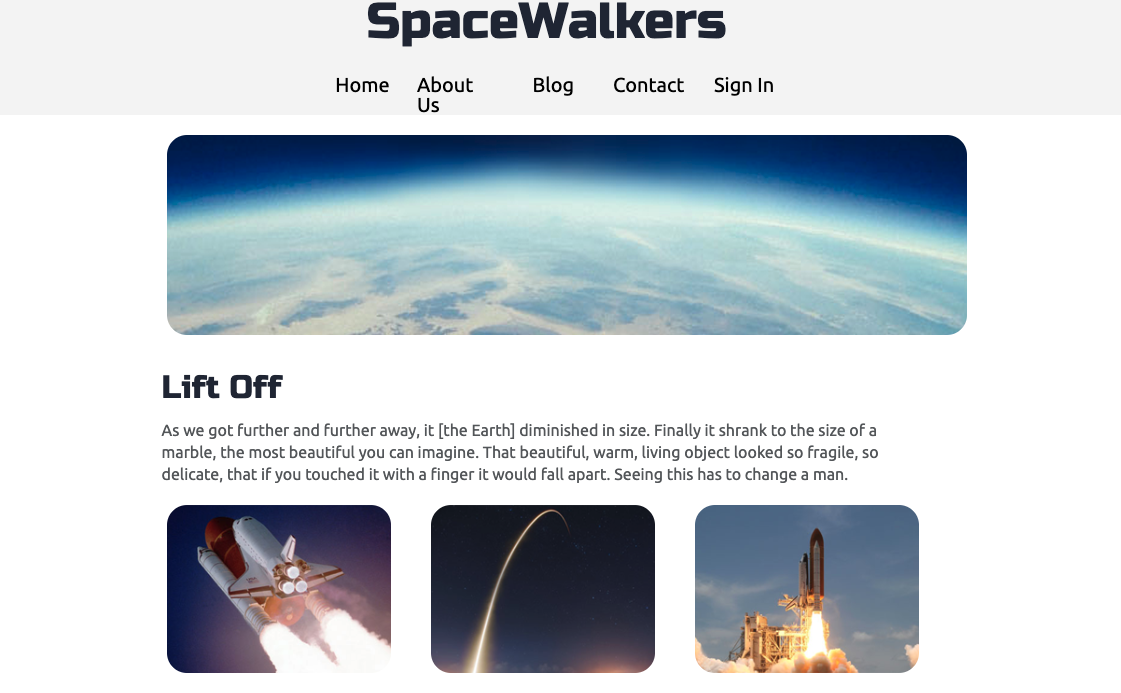 SpaceWalkers
Home About Us Blog Contact Sign In
Lift Off
As we got further and further away, it [the Earth] diminished in size. Finally it shrank to the size of a
marble, the most beautiful you can imagine. That beautiful, warm, living object looked so fragile, so
delicate, that if you touched it with a finger it would fall apart. Seeing this has to change a man.